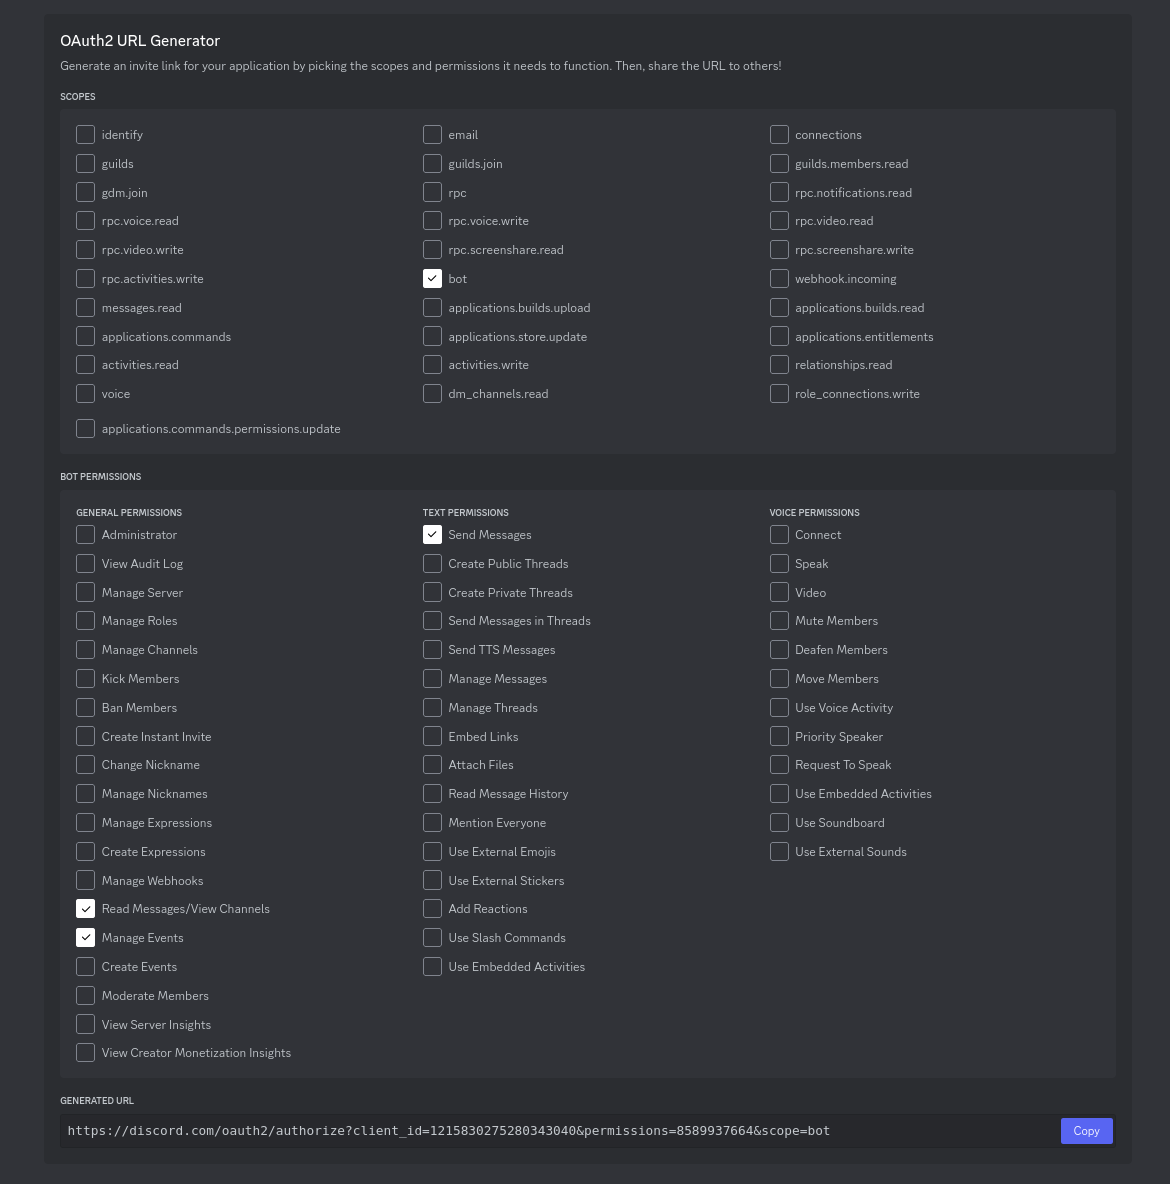 OAuth2 URL Generator
Generate an invite link for your application by picking the scopes and permissions it needs to function. Then, share the URL to others!
SCOPES
identify email connections
guilds guilds.join guilds.members.read
gdm.join rpc rpc.notifications.read
rpc.voice.read rpc.voice.write rpc.video.read
rpc.video.write rpc.screenshare.read rpc.screenshare.write
rpc.activities.write bot webhook.incoming
messages.read applications.builds.upload applications.builds.read
applications.commands applications.store.update applications.entitlements
activities.read activities.write relationships.read
voice dm_channels.read role_connections.write
applications.commands.permissions.update
BOT PERMISSIONS
GENERAL PERMISSIONS
Administrator
View Audit Log
Manage Server
Manage Roles
Manage Channels
Kick Members
Ban Members
Create Instant Invite
Change Nickname
Manage Nicknames
Manage Expressions
Create Expressions
Manage Webhooks
Read Messages/View Channels
Manage Events
Create Events
Moderate Members
View Server Insights
View Creator Monetization Insights
TEXT PERMISSIONS
Send Messages
Create Public Threads
Create Private Threads
Send Messages in Threads
Send TTS Messages
Manage Messages
Manage Threads
Embed Links
Attach Files
Read Message History
Mention Everyone
Use External Emojis
Use External Stickers
Add Reactions
Use Slash Commands
Use Embedded Activities
VOICE PERMISSIONS
Connect
Speak
Video
Mute Members
Deafen Members
Move Members
Use Voice Activity
Priority Speaker
Request To Speak
Use Embedded Activities
Use Soundboard
Use External Sounds
GENERATED URL
https://discord.com/oauth2/authorize?client_id=1215830275280343040&permissions=8589937664&scope=bot
Copy